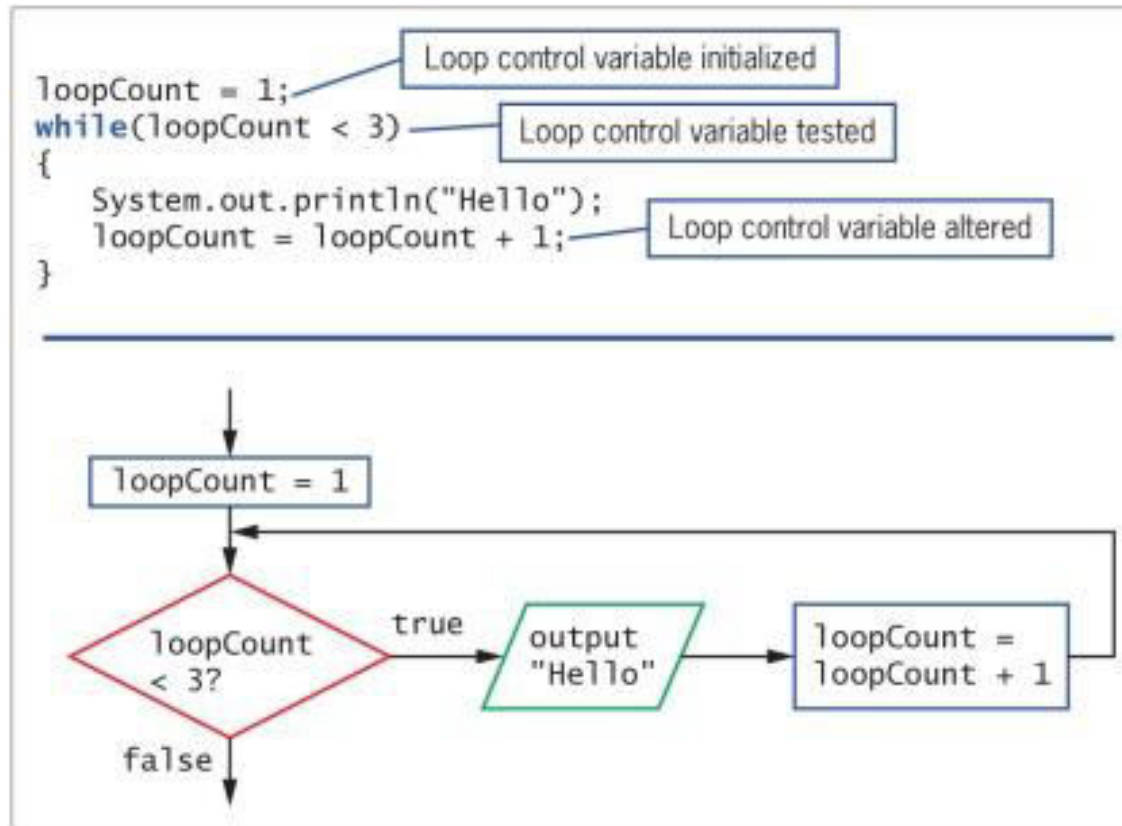 Loop control variable initialized
loopCount = 1;
while(loopCount < 3)
Loop control variable tested
{
System.out.println("Hello");
loopCount = loopCount + 1;
Loop control variable altered
}
loopCount = 1
loopCount
< 3?
true
output
"Hello"
loopCount =
loopCount + 1
false